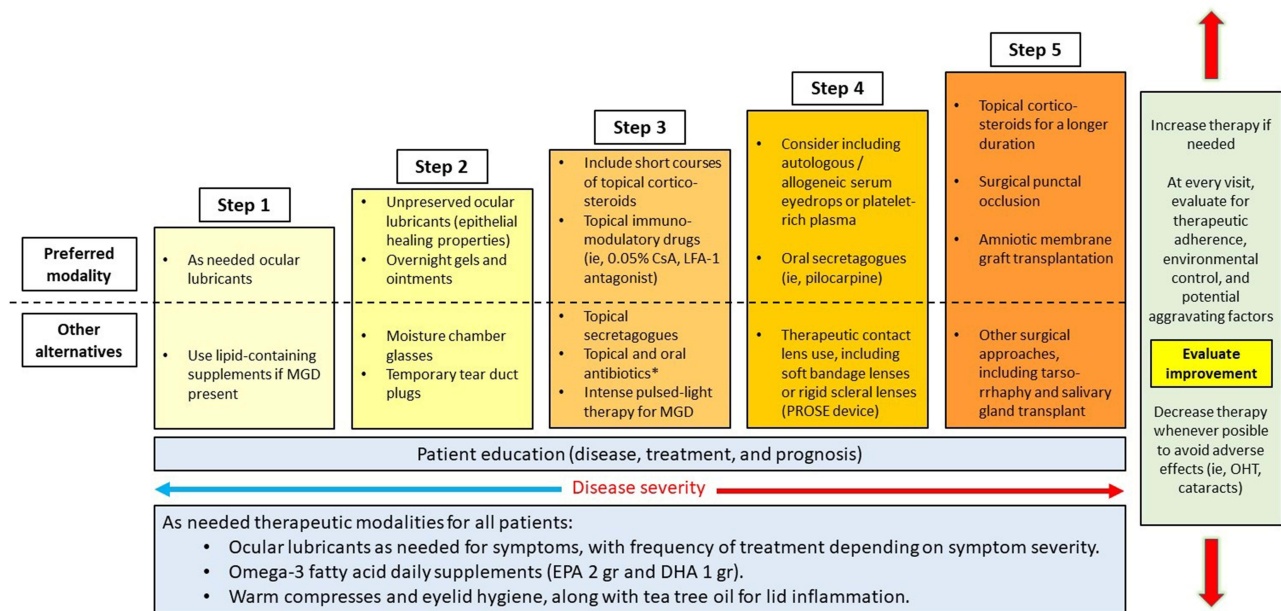 Step 1
As needed ocular
lubricants
Use lipid-containing
supplements if MGD
present
Step 2
Unpreserved ocular
lubricants (epithelial
healing properties)
Overnight gels and
ointments
Moisture chamber
glasses
Temporary tear duct
plugs
Step 3
Include short courses
of topical cortico-
steroids
Topical immuno-
modulatory drugs
(ie, 0.05% CsA, LFA-1
antagonist)
Topical
secretagogues
Topical and oral
antibiotics*
Intense pulsed-light
therapy for MGD
Step 4
Consider including
autologous /
allogeneic serum
eyedrops or platelet-
rich plasma
Oral secretagogues
(ie, pilocarpine)
Therapeutic contact
lens use, including
soft bandage lenses
or rigid scleral lenses
(PROSE device)
Step 5
Topical cortico-
steroids for a longer
duration
Surgical punctal
occlusion
Amniotic membrane
graft transplantation
Other surgical
approaches,
including tarso-
rrhaphy and salivary
gland transplant
Preferred
modality
Other
alternatives
Increase therapy if
needed
At every visit,
evaluate for
therapeutic
adherence,
environmental
control, and
potential
aggravating factors
Evaluate
improvement
Decrease therapy
whenever posible
to avoid adverse
effects (ie, OHT,
cataracts)
Patient education (disease, treatment, and prognosis)
Disease severity
As needed therapeutic modalities for all patients:
Ocular lubricants as needed for symptoms, with frequency of treatment depending on symptom severity.
Omega-3 fatty acid daily supplements (EPA 2 gr and DHA 1 gr).
Warm compresses and eyelid hygiene, along with tea tree oil for lid inflammation.